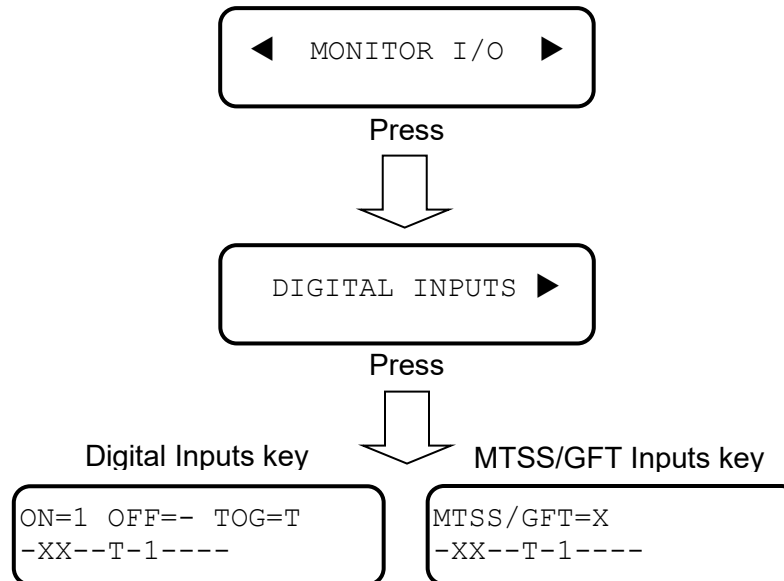 ◀ MONITOR I/O ▶
Press
DIGITAL INPUTS ▶
Press
Digital Inputs key
MTSS/GFT Inputs key
ON=1 OFF=- TOG=T
-XX--T-1----
MTSS/GFT=X
-XX--T-1----